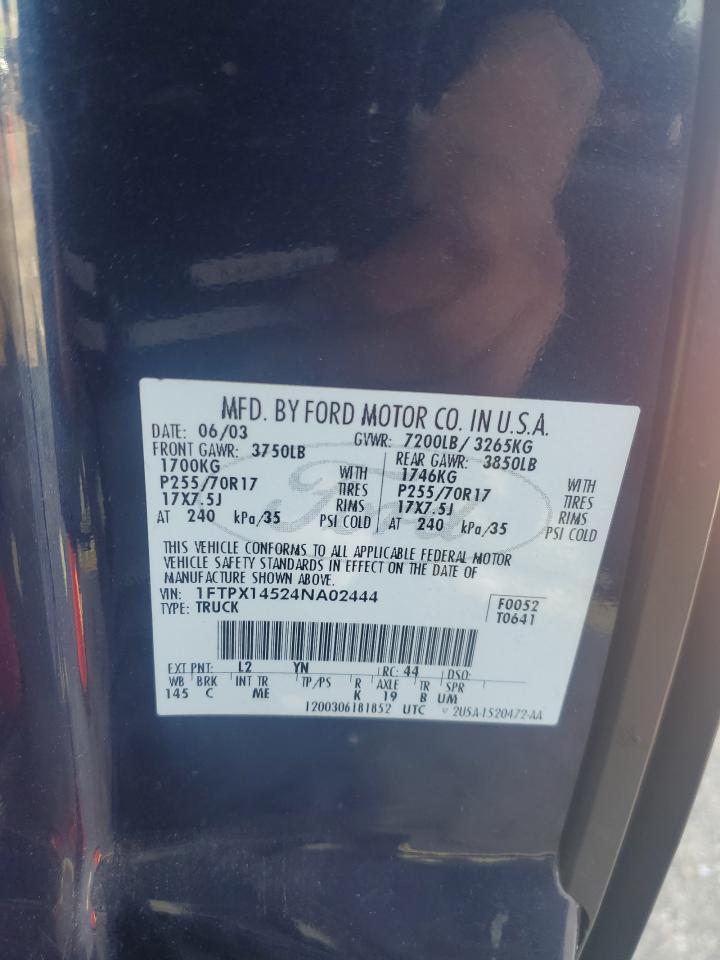 MFD. BY FORD MOTOR CO. IN U.S.A.
DATE: 06/03 GVWR: 7200LB/ 3265KG
FRONT GAWR: 3750LB REAR GAWR: 3850LB
1700KG WITH 1746KG WITH
P255/70R17 TIRES P255/70R17 TIRES
17X7.5J RIMS 17X7.5J RIMS
AT 240 kPa/35 PSI COLD AT 240 kPa/35 PSI COLD
THIS VEHICLE CONFORMS TO ALL APPLICABLE FEDERAL MOTOR
VEHICLE SAFETY STANDARDS IN EFFECT ON THE DATE OF
MANUFACTURE SHOWN ABOVE.
VIN: 1FTPX14524NA02444 F0052
TYPE: TRUCK T0641
Ford
EXT PNT: L2 YN RC: 44 DSO:
WB BRK INT TR TP/PS R AXLE TR SPR
145 C ME K 19 B UM
1200306181852 UTC V 2U5A-1520472-AA